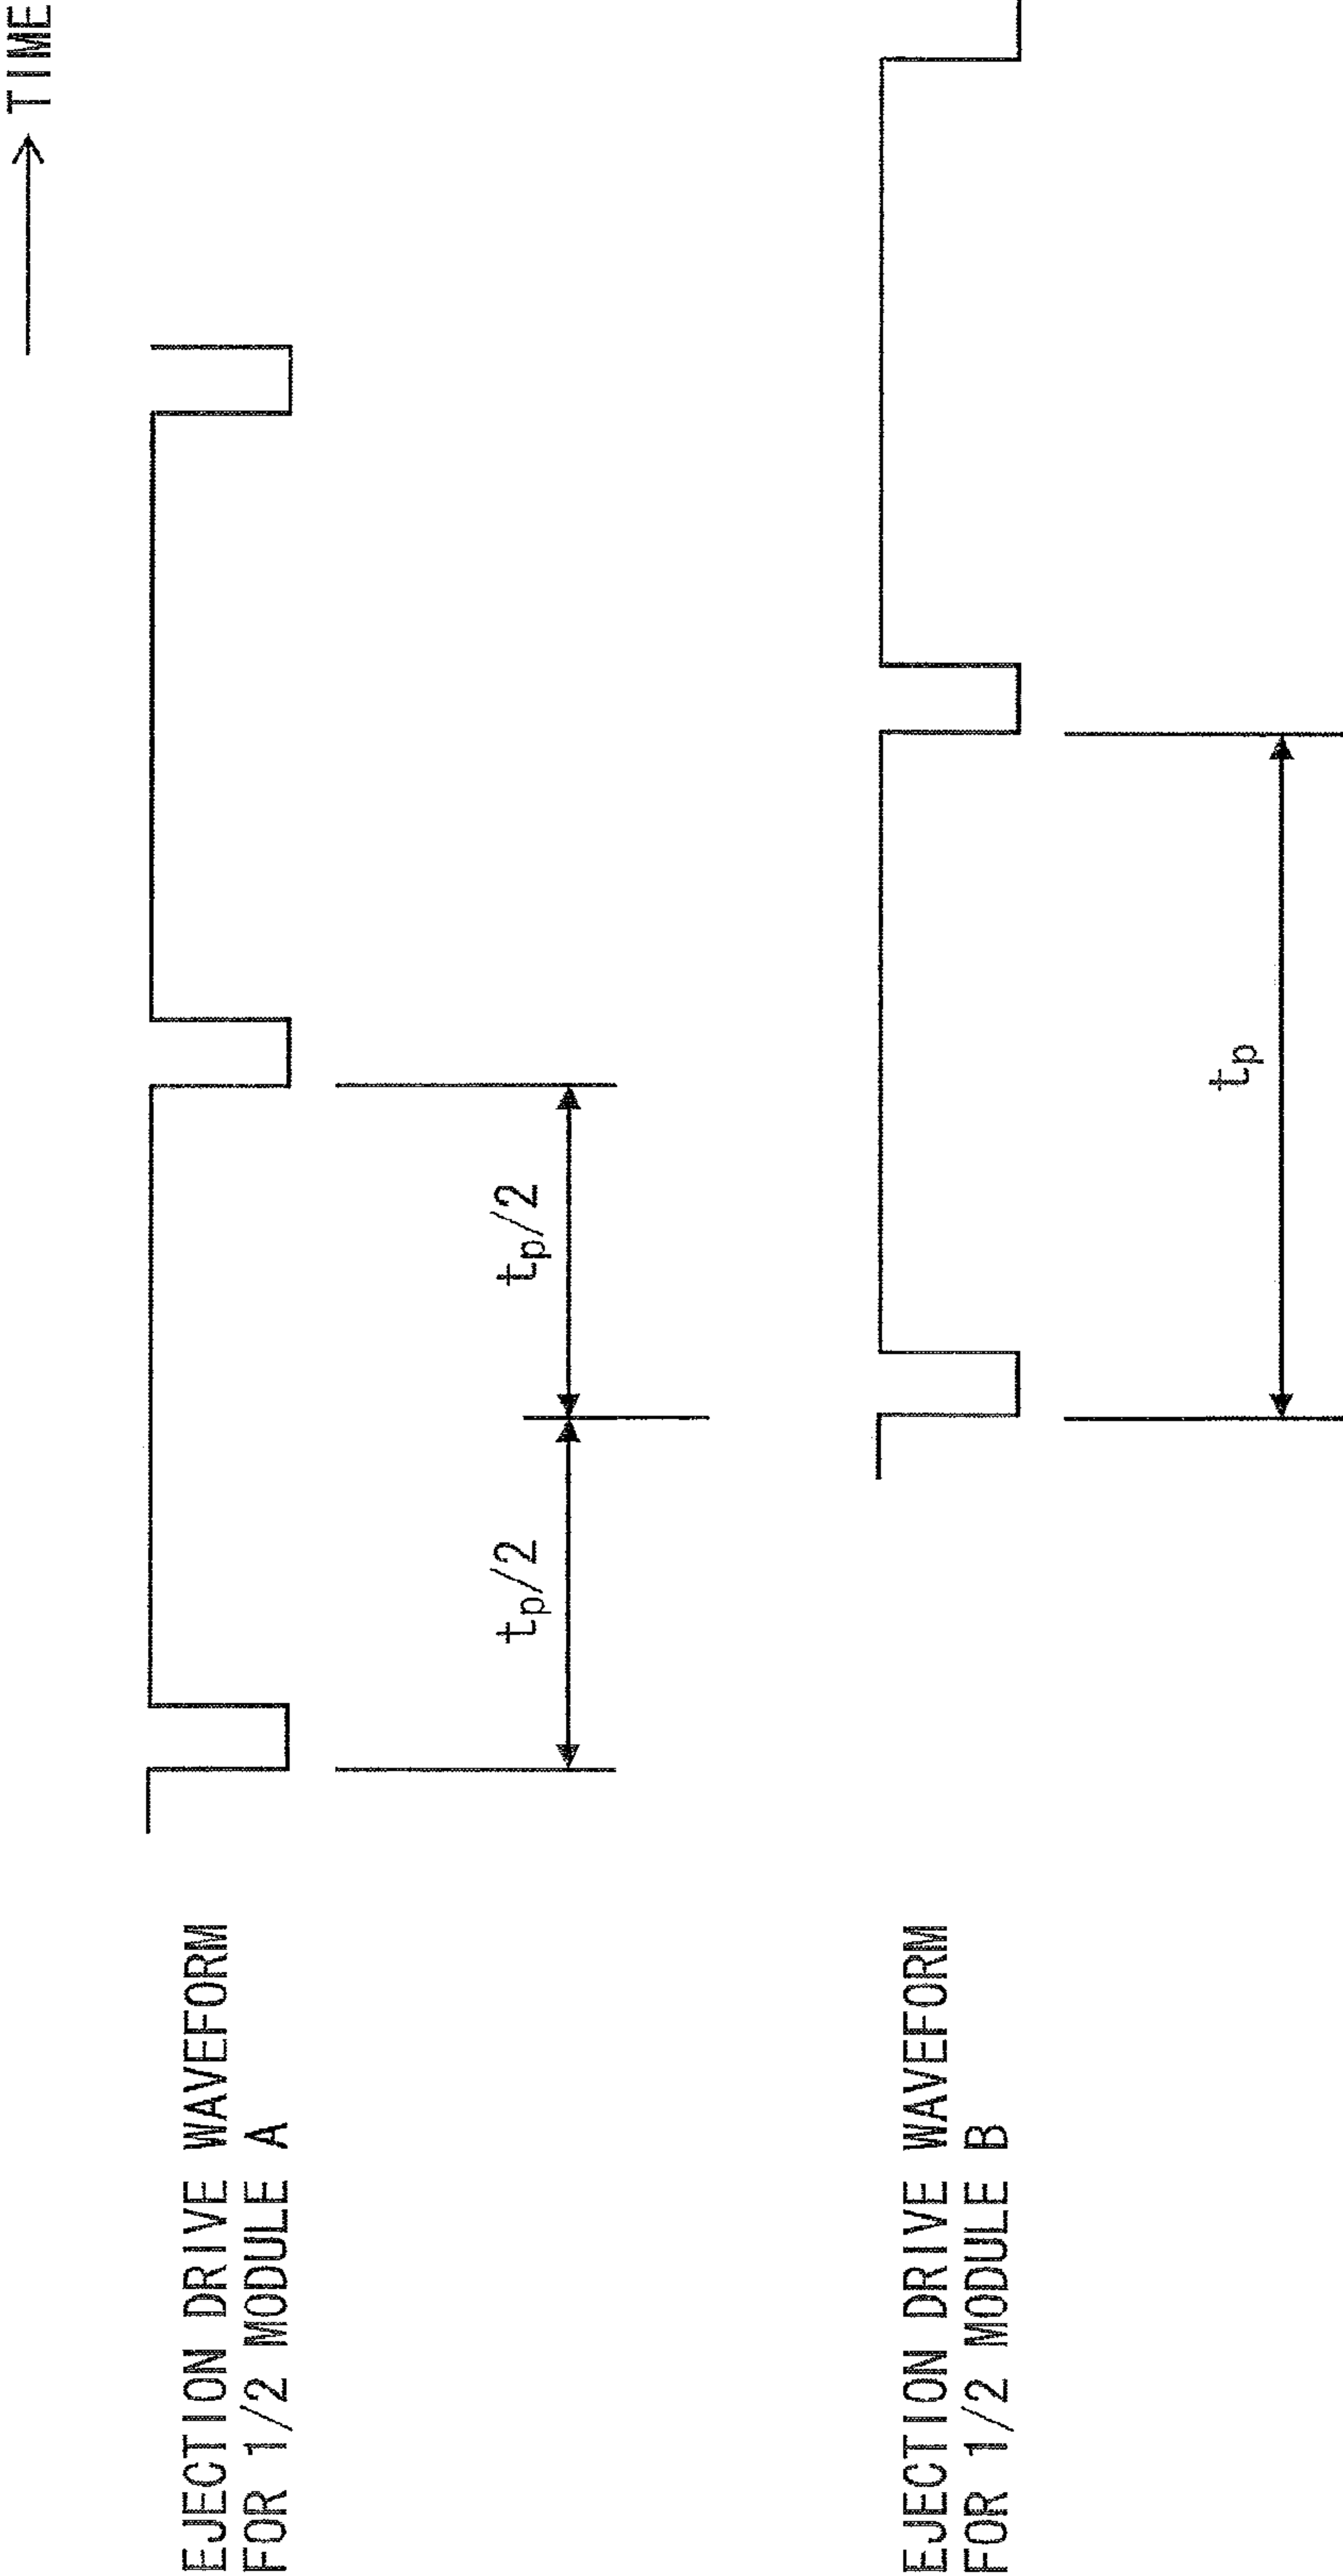 → TIME
EJECTION DRIVE WAVEFORM
FOR 1/2 MODULE A
tp/2
tp/2
EJECTION DRIVE WAVEFORM
FOR 1/2 MODULE B
tp